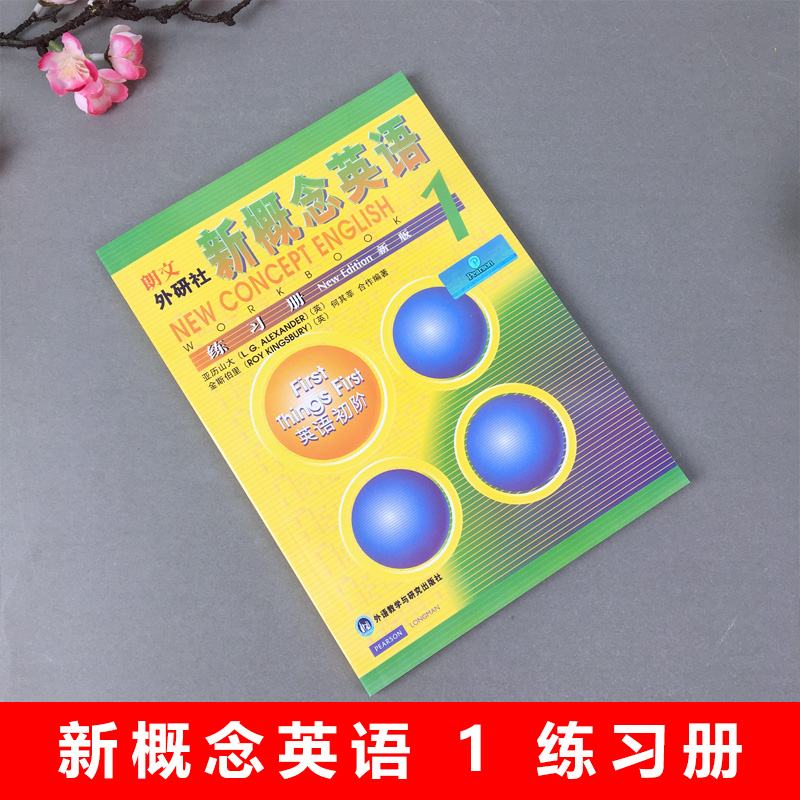 朗文
外研社
新概念英语 1
NEW CONCEPT ENGLISH
WORKBOOK
练习册 New Edition 新版
亚历山大 (L. G. ALEXANDER) (英) 何其莘 合作编著
金斯伯里 (ROY KINGSBURY) (英)
Pearson
First
Things First
英语初阶
外语教学与研究出版社
PEARSON LONGMAN
新概念英语 1 练习册